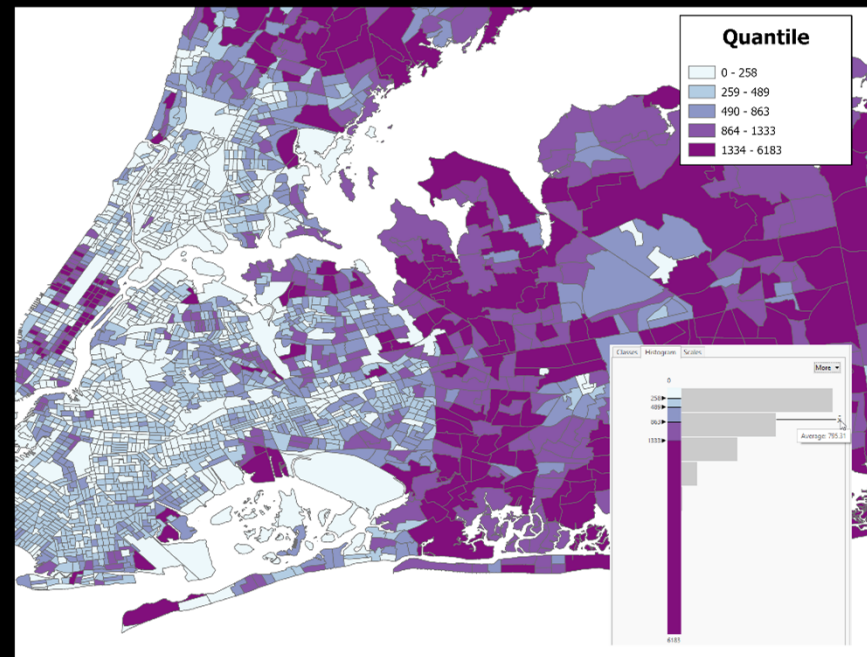 Quantile
0 - 258
259 - 489
490 - 863
864 - 1333
1334 - 6183
Classes Histogram Scales
More
0
258
489
863
1333
Average: 795.31
6183